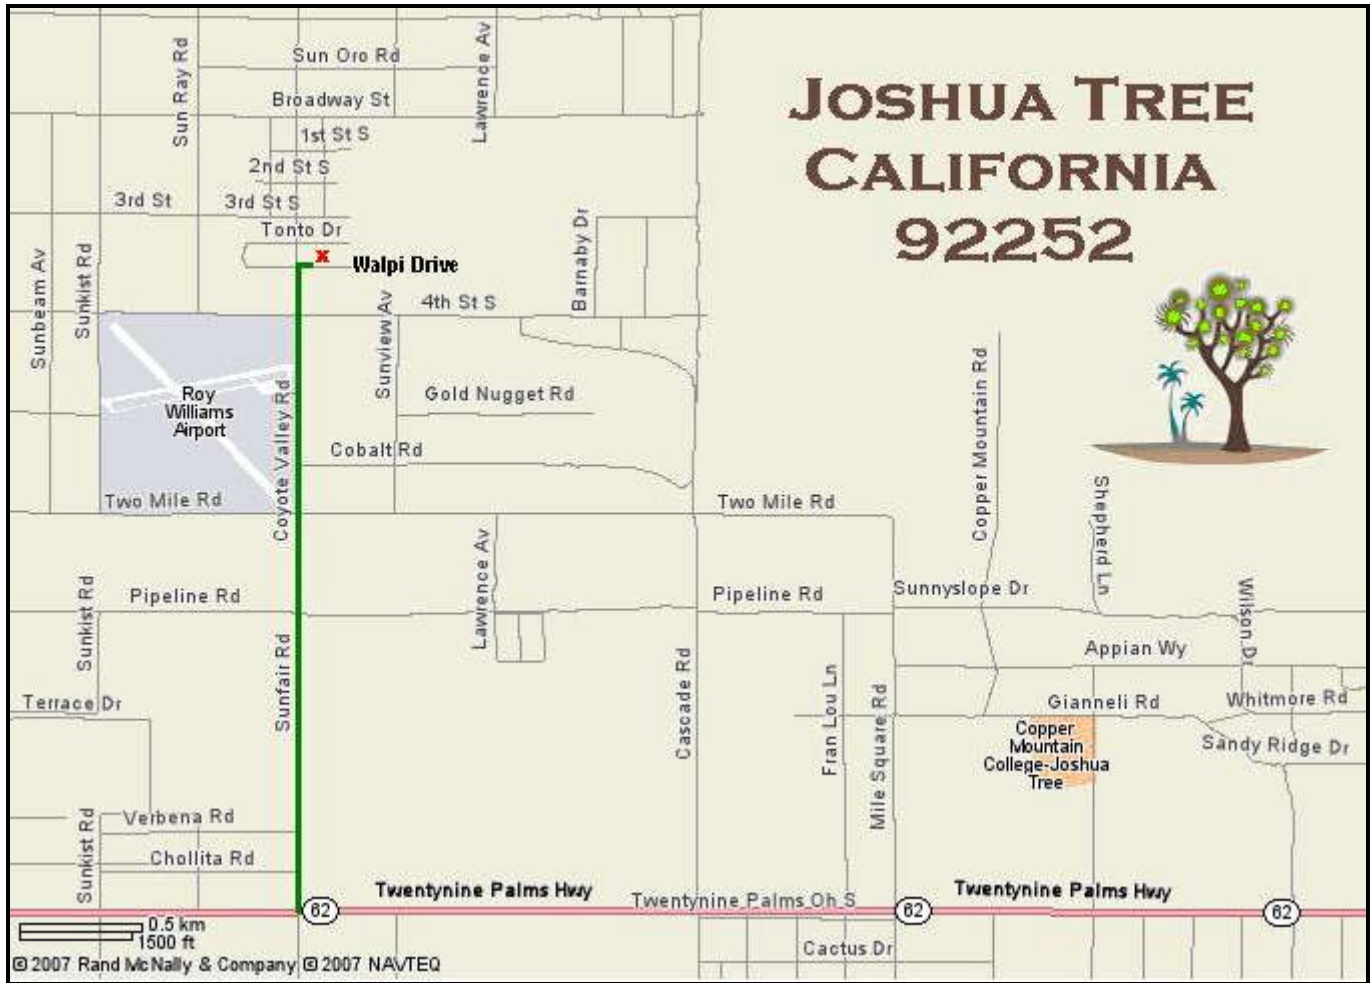 JOSHUA TREE
CALIFORNIA
92252
Sun Oro Rd
Sun Ray Rd
Lawrence Av
Broadway St
1st St S
2nd St S
3rd St
3rd St S
Tonto Dr
Walpi Drive
Barnaby Dr
Sunbeam Av
Sunkist Rd
4th St S
Sunview Av
Roy
Williams
Airport
Coyote Valley Rd
Gold Nugget Rd
Cobalt Rd
Copper Mountain Rd
Shepherd Ln
Two Mile Rd
Two Mile Rd
Lawrence Av
Sunkist Rd
Pipeline Rd
Pipeline Rd
Sunnyslope Dr
Wilson Dr
Appian Wy
Sunfair Rd
Cascade Rd
Fran Lou Ln
Mile Square Rd
Terrace Dr
Gianneli Rd
Whitmore Rd
Copper
Mountain
College-Joshua
Tree
Sandy Ridge Dr
Sunkist Rd
Verbena Rd
Chollita Rd
Twentynine Palms Hwy
Twentynine Palms Oh S
Twentynine Palms Hwy
62
62
62
0.5 km
1500 ft
Cactus Dr
© 2007 Rand McNally & Company © 2007 NAVTEQ